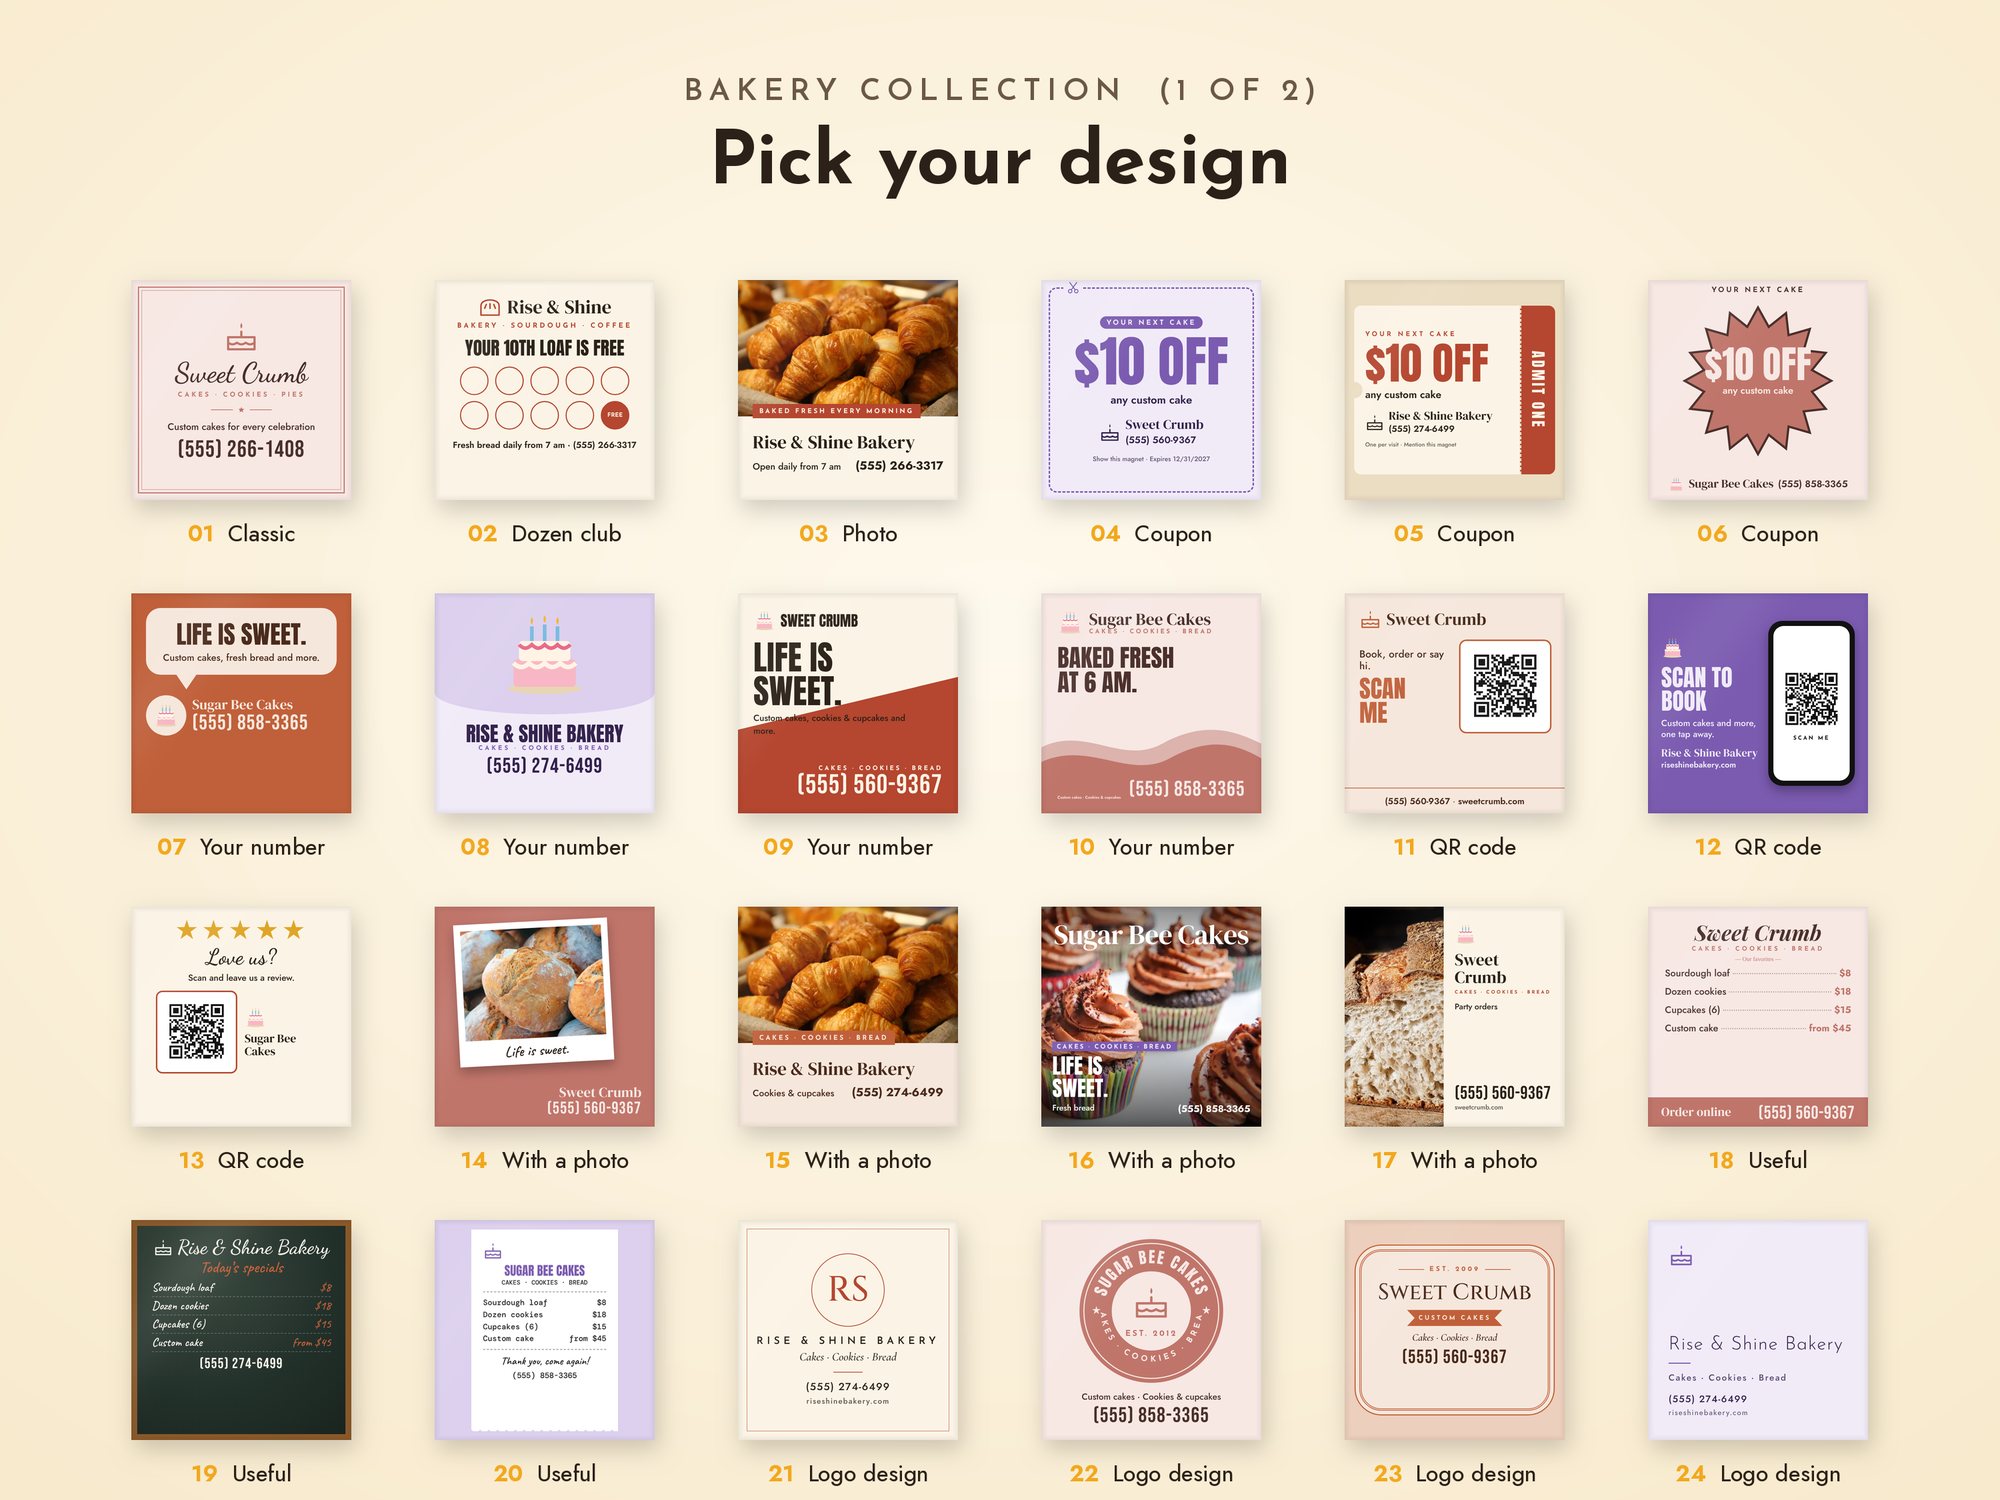 BAKERY COLLECTION (1 OF 2)
Pick your design
Sweet Crumb
CAKES · COOKIES · PIES
Custom cakes for every celebration
(555) 266-1408
01 Classic
Rise & Shine
BAKERY · SOURDOUGH · COFFEE
YOUR 10TH LOAF IS FREE
FREE
Fresh bread daily from 7 am · (555) 266-3317
02 Dozen club
BAKED FRESH EVERY MORNING
Rise & Shine Bakery
Open daily from 7 am (555) 266-3317
03 Photo
YOUR NEXT CAKE
$10 OFF
any custom cake
Sweet Crumb
(555) 560-9367
Show this magnet · Expires 12/31/2027
04 Coupon
YOUR NEXT CAKE
$10 OFF
any custom cake
Rise & Shine Bakery
(555) 274-6499
One per visit · Mention this magnet
ADMIT ONE
05 Coupon
YOUR NEXT CAKE
$10 OFF
any custom cake
Sugar Bee Cakes (555) 858-3365
06 Coupon
LIFE IS SWEET.
Custom cakes, fresh bread and more.
Sugar Bee Cakes
(555) 858-3365
07 Your number
RISE & SHINE BAKERY
CAKES · COOKIES · BREAD
(555) 274-6499
08 Your number
SWEET CRUMB
LIFE IS
SWEET.
Custom cakes, cookies & cupcakes and
more.
CAKES · COOKIES · BREAD
(555) 560-9367
09 Your number
Sugar Bee Cakes
CAKES · COOKIES · BREAD
BAKED FRESH
AT 6 AM.
Custom cakes · Cookies & cupcakes
(555) 858-3365
10 Your number
Sweet Crumb
Book, order or say
hi.
SCAN
ME
(555) 560-9367 · sweetcrumb.com
11 QR code
SCAN TO
BOOK
Custom cakes and more,
one tap away.
Rise & Shine Bakery
riseshinebakery.com
SCAN ME
12 QR code
Love us?
Scan and leave us a review.
Sugar Bee
Cakes
13 QR code
Life is sweet.
Sweet Crumb
(555) 560-9367
14 With a photo
CAKES · COOKIES · BREAD
Rise & Shine Bakery
Cookies & cupcakes (555) 274-6499
15 With a photo
Sugar Bee Cakes
CAKES · COOKIES · BREAD
LIFE IS
SWEET.
Fresh bread (555) 858-3365
16 With a photo
Sweet
Crumb
CAKES · COOKIES · BREAD
Party orders
(555) 560-9367
sweetcrumb.com
17 With a photo
Sweet Crumb
CAKES · COOKIES · BREAD
— Our favorites —
Sourdough loaf $8
Dozen cookies $18
Cupcakes (6) $15
Custom cake from $45
Order online (555) 560-9367
18 Useful
Rise & Shine Bakery
Today's specials
Sourdough loaf $8
Dozen cookies $18
Cupcakes (6) $15
Custom cake from $45
(555) 274-6499
19 Useful
SUGAR BEE CAKES
CAKES · COOKIES · BREAD
Sourdough loaf $8
Dozen cookies $18
Cupcakes (6) $15
Custom cake from $45
Thank you, come again!
(555) 858-3365
20 Useful
RS
RISE & SHINE BAKERY
Cakes · Cookies · Bread
(555) 274-6499
riseshinebakery.com
21 Logo design
SUGAR BEE CAKES
EST. 2012
AKES · COOKIES · BREA
Custom cakes · Cookies & cupcakes
(555) 858-3365
22 Logo design
EST. 2009
SWEET CRUMB
CUSTOM CAKES
Cakes · Cookies · Bread
(555) 560-9367
23 Logo design
Rise & Shine Bakery
Cakes · Cookies · Bread
(555) 274-6499
riseshinebakery.com
24 Logo design